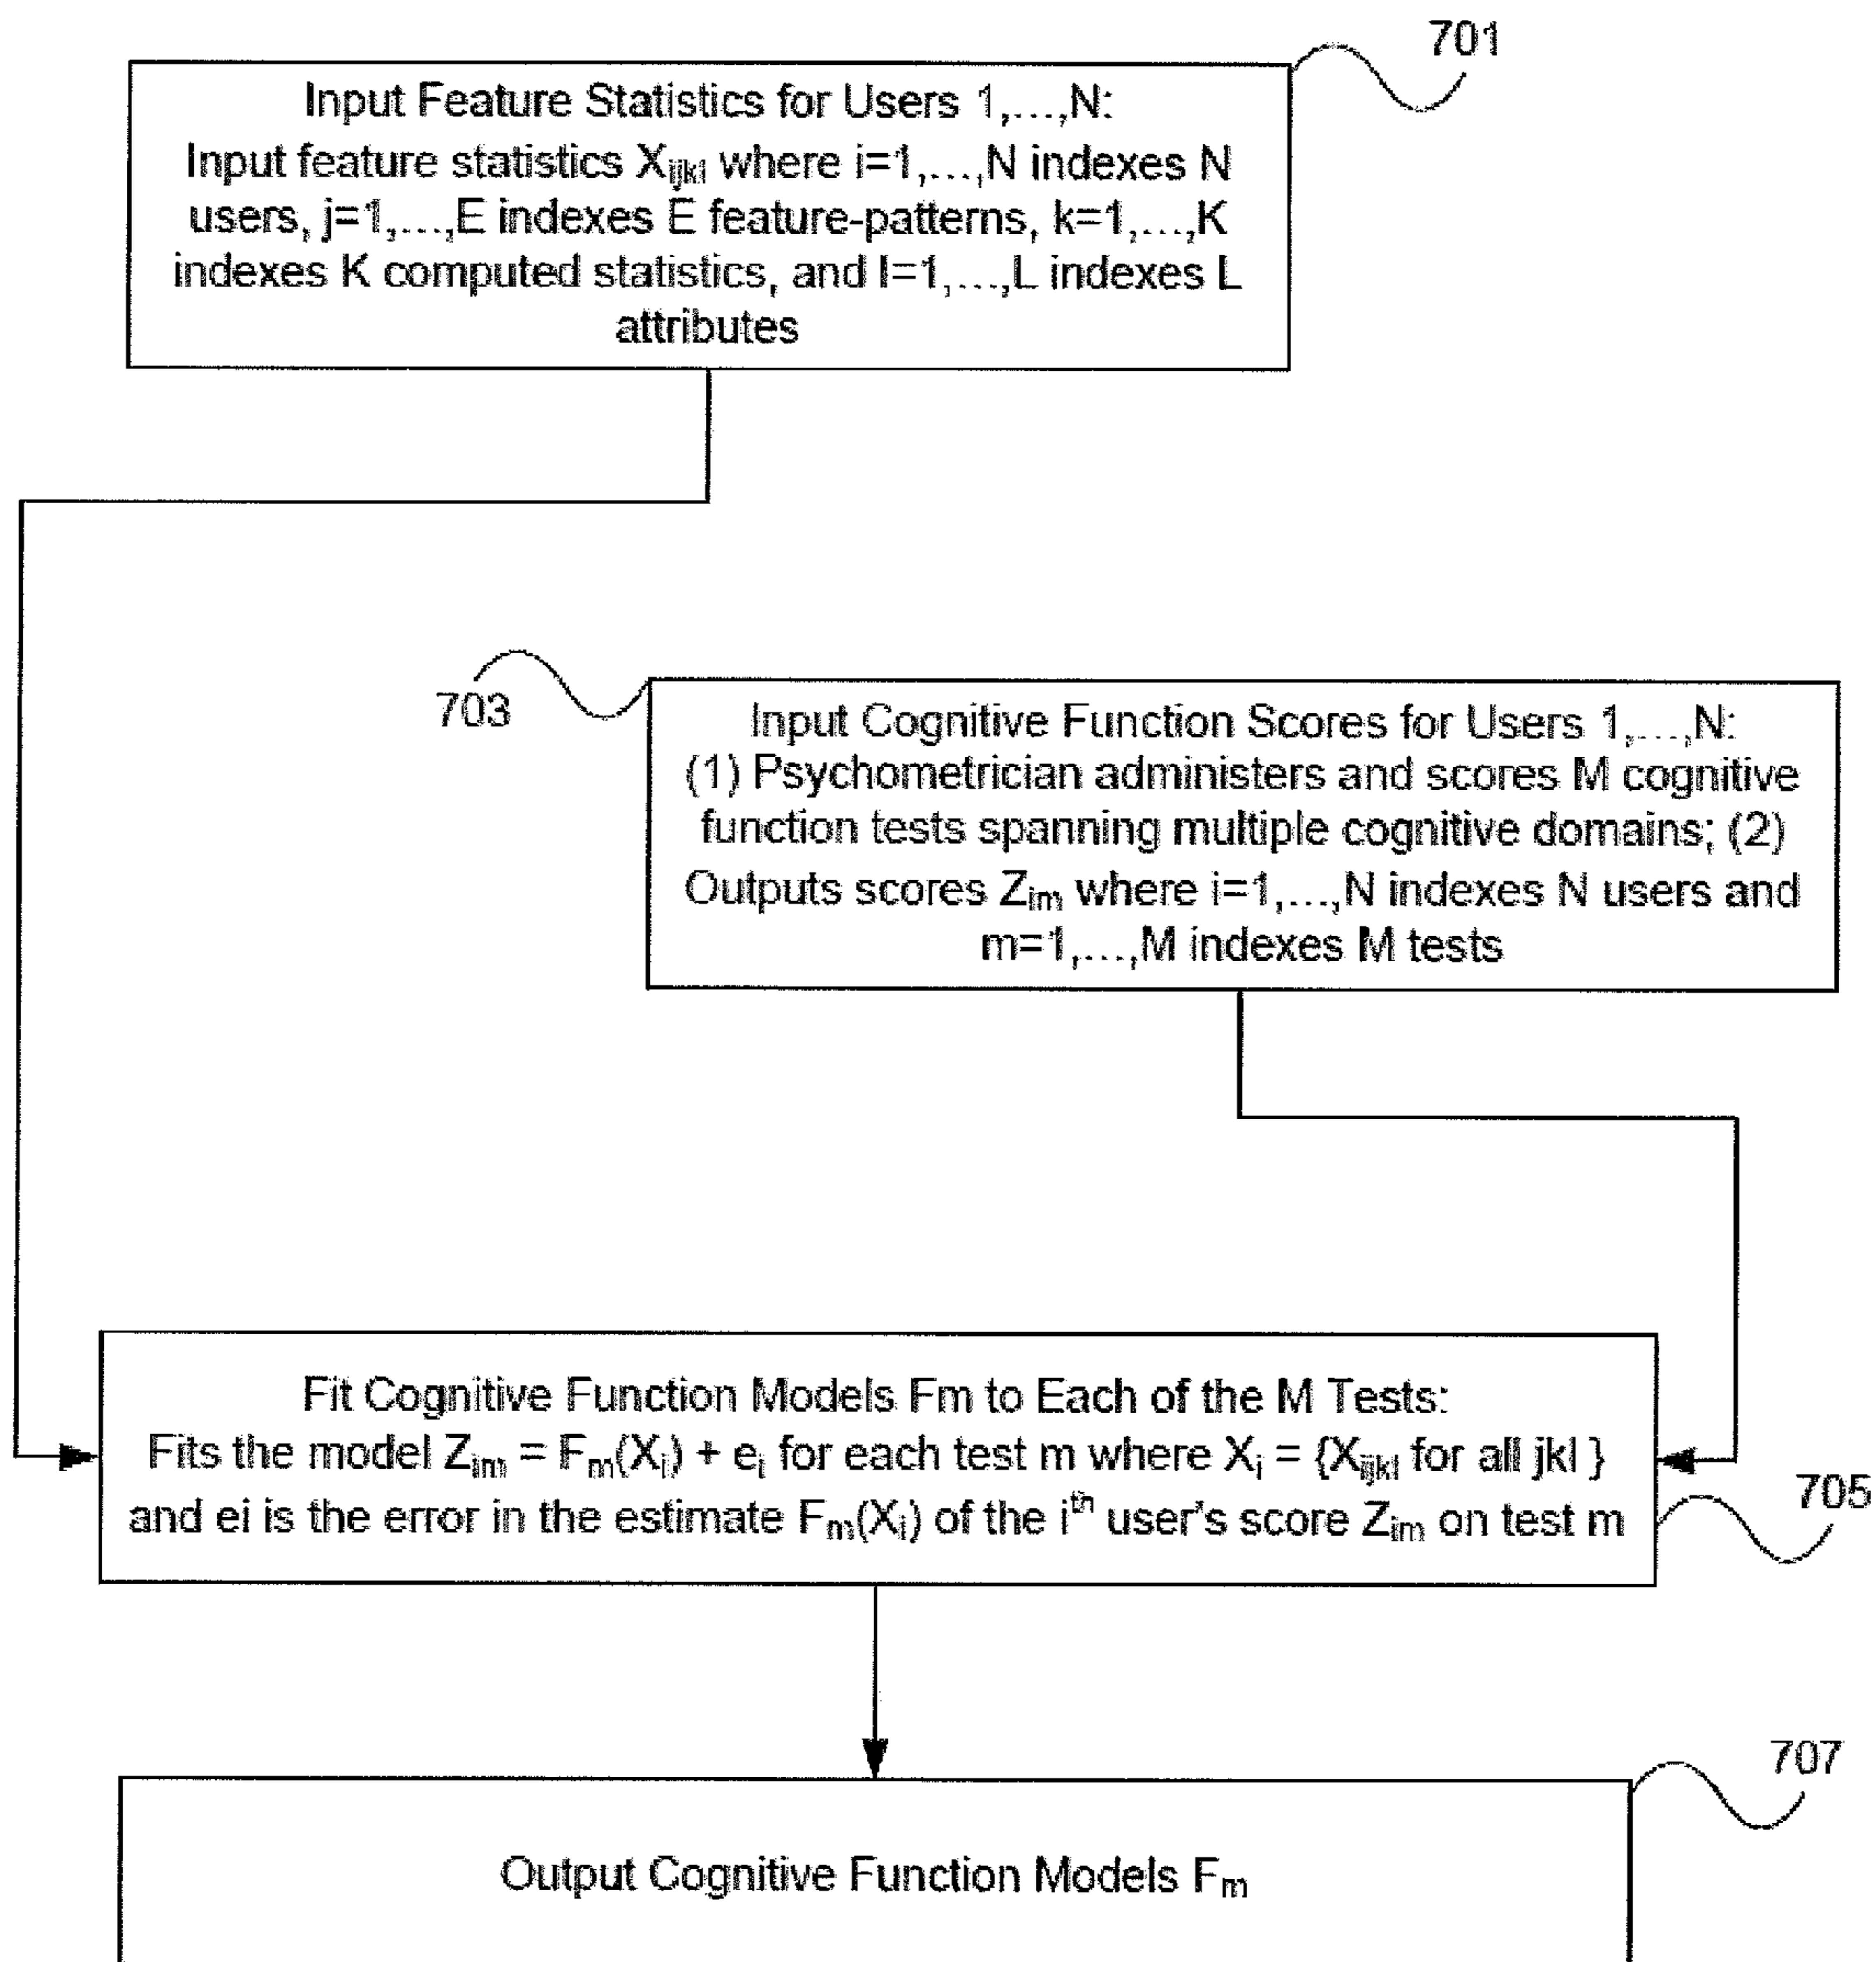 701
Input Feature Statistics for Users 1,...,N:
Input feature statistics Xijkl where i=1,...,N indexes N
users, j=1,...,E indexes E feature-patterns, k=1,...,K
indexes K computed statistics, and l=1,...,L indexes L
attributes
703
Input Cognitive Function Scores for Users 1,...,N:
(1) Psychometrician administers and scores M cognitive
function tests spanning multiple cognitive domains; (2)
Outputs scores Zim where i=1,...,N indexes N users and
m=1,...,M indexes M tests
Fit Cognitive Function Models Fm to Each of the M Tests:
Fits the model Zim = Fm(Xi) + ei for each test m where Xi = {Xijkl for all jkl }
and ei is the error in the estimate Fm(Xi) of the ith user's score Zim on test m
705
707
Output Cognitive Function Models Fm